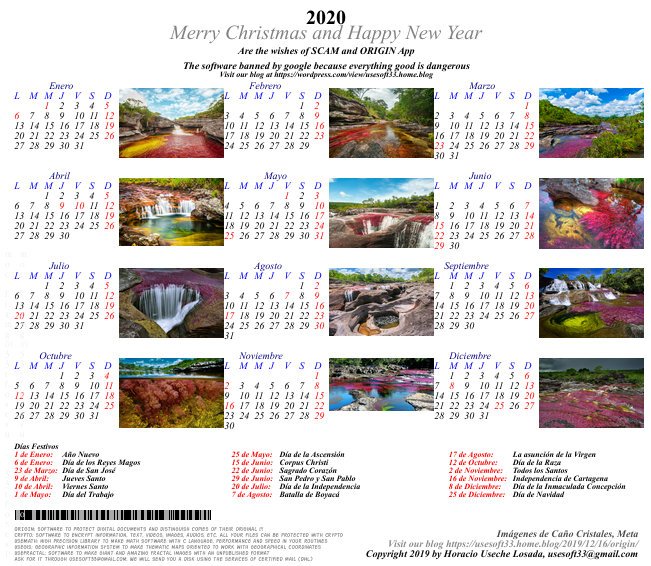 2020
Merry Christmas and Happy New Year
Are the wishes of SCAM and ORIGIN App
The software banned by google because everything good is dangerous
Visit our blog at https://wordpress.com/view/usesoft33.home.blog
Enero Febrero Marzo
L M M J V S D L M M J V S D L M M J V S D
1 2 3 4 5 1 2 1
6 7 8 9 10 11 12 3 4 5 6 7 8 9 2 3 4 5 6 7 8
13 14 15 16 17 18 19 10 11 12 13 14 15 16 9 10 11 12 13 14 15
20 21 22 23 24 25 26 17 18 19 20 21 22 23 16 17 18 19 20 21 22
27 28 29 30 31 24 25 26 27 28 29 23 24 25 26 27 28 29
30 31
Abril Mayo Junio
L M M J V S D L M M J V S D L M M J V S D
1 2 3 4 5 1 2 3
6 7 8 9 10 11 12 4 5 6 7 8 9 10 1 2 3 4 5 6 7
13 14 15 16 17 18 19 11 12 13 14 15 16 17 8 9 10 11 12 13 14
20 21 22 23 24 25 26 18 19 20 21 22 23 24 15 16 17 18 19 20 21
27 28 29 30 25 26 27 28 29 30 31 22 23 24 25 26 27 28
29 30
Julio Agosto Septiembre
L M M J V S D L M M J V S D L M M J V S D
1 2 3 4 5 1 2 1 2 3 4 5 6
6 7 8 9 10 11 12 3 4 5 6 7 8 9 7 8 9 10 11 12 13
13 14 15 16 17 18 19 10 11 12 13 14 15 16 14 15 16 17 18 19 20
20 21 22 23 24 25 26 17 18 19 20 21 22 23 21 22 23 24 25 26 27
27 28 29 30 31 24 25 26 27 28 29 30 28 29 30
31
Octubre Noviembre Diciembre
L M M J V S D L M M J V S D L M M J V S D
1 2 3 4 1 1 2 3 4 5 6
5 6 7 8 9 10 11 2 3 4 5 6 7 8 7 8 9 10 11 12 13
12 13 14 15 16 17 18 9 10 11 12 13 14 15 14 15 16 17 18 19 20
19 20 21 22 23 24 25 16 17 18 19 20 21 22 21 22 23 24 25 26 27
26 27 28 29 30 31 23 24 25 26 27 28 29 28 29 30 31
30
Días Festivos
1 de Enero: Año Nuevo 25 de Mayo: Día de la Ascensión 17 de Agosto: La asunción de la Virgen
6 de Enero: Día de los Reyes Magos 15 de Junio: Corpus Christi 12 de Octubre: Día de la Raza
23 de Marzo: Día de San José 22 de Junio: Sagrado Corazón 2 de Noviembre: Todos los Santos
9 de Abril: Jueves Santo 29 de Junio: San Pedro y San Pablo 16 de Noviembre: Independencia de Cartagena
10 de Abril: Viernes Santo 20 de Julio: Día de la Independencia 8 de Diciembre: Día de la Inmaculada Concepción
1 de Mayo: Día del Trabajo 7 de Agosto: Batalla de Boyacá 25 de Diciembre: Día de Navidad
ORIGIN: SOFTWARE TO PROTECT DIGITAL DOCUMENTS AND DISTINGUISH COPIES OF THEIR ORIGINAL !!
CRYPTO: SOFTWARE TO ENCRYPT INFORMATION, TEXT, VIDEOS, IMAGES, AUDIOS, ETC. ALL YOUR FILES CAN BE PROTECTED WITH CRYPTO
USEMATH: HIGH PRECISION LIBRARY TO MAKE MATH SOFTWARE WITH C LANGUAGE, PERFORMANCE AND SPEED IN YOUR ROUTINES
USEGIS: GEOGRAPHIC INFORMATION SYSTEM TO MAKE THEMATIC MAPS ORIENTED TO WORK WITH GEOGRAPHICAL COORDINATES
USEFRACTAL: SOFTWARE TO MAKE GIANT AND AMAZING FRACTAL IMAGES WITH AN UNPUBLISHED FORMAT
ASK FOR IT THROUGH USESOFT33@GMAIL.COM. WE WILL SEND YOU A DISK USING THE SERVICES OF CERTIFIED MAIL (DHL)
Imágenes de Caño Cristales, Meta
Visit our blog https://usesoft33.home.blog/2019/12/16/origin/
Copyright 2019 by Horacio Useche Losada, usesoft33@gmail.com